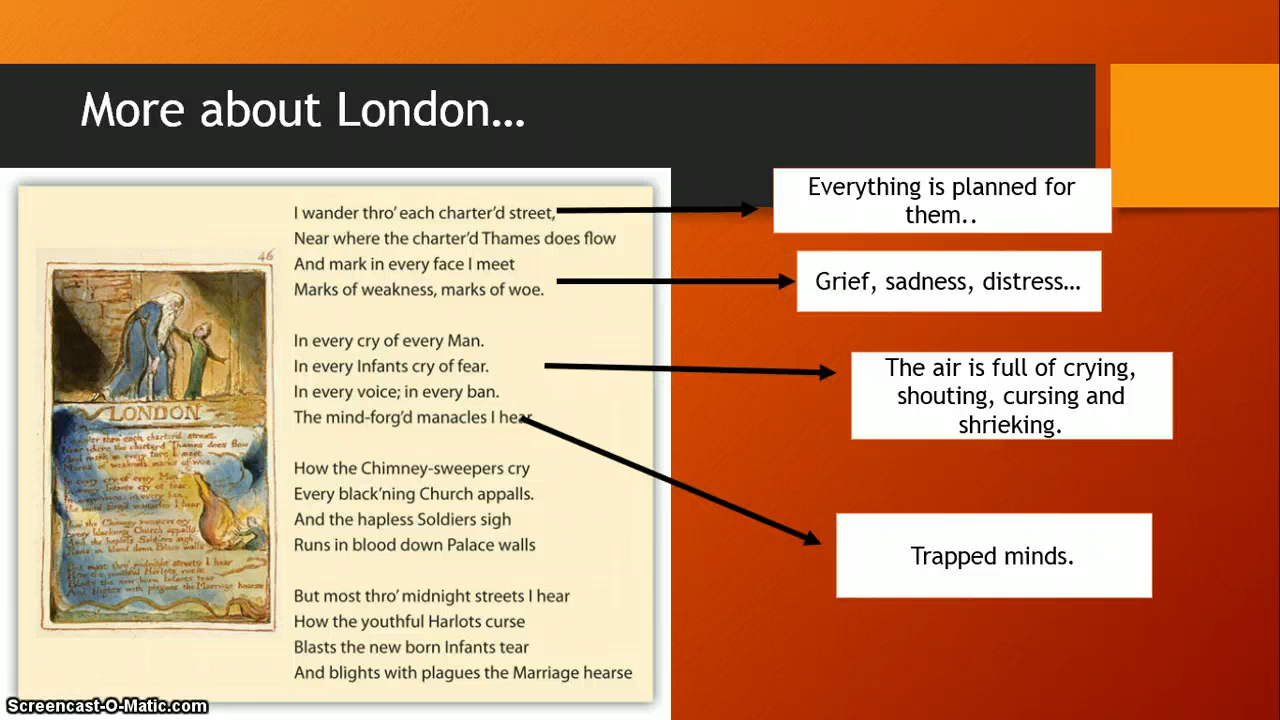 More about London…
I wander thro' each charter'd street,
Near where the charter'd Thames does flow
And mark in every face I meet
Marks of weakness, marks of woe.
In every cry of every Man.
In every Infants cry of fear.
In every voice; in every ban.
The mind-forg'd manacles I hear
How the Chimney-sweepers cry
Every black'ning Church appalls.
And the hapless Soldiers sigh
Runs in blood down Palace walls
But most thro' midnight streets I hear
How the youthful Harlots curse
Blasts the new born Infants tear
And blights with plagues the Marriage hearse
Everything is planned for
them..
Grief, sadness, distress…
The air is full of crying,
shouting, cursing and
shrieking.
Trapped minds.
46
LONDON
Screencast-O-Matic.com